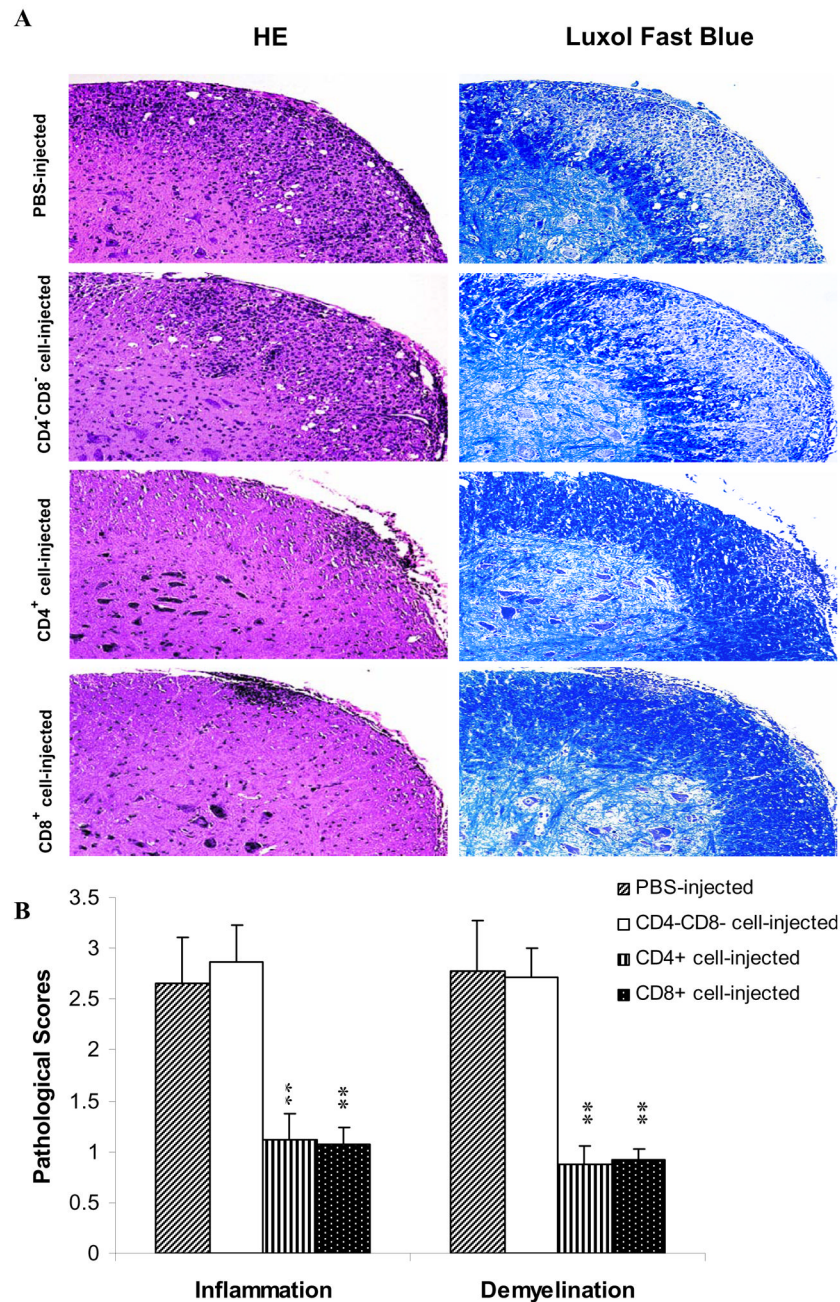 A
HE
Luxol Fast Blue
PBS-injected
CD4⁻CD8⁻ cell-injected
CD4⁺ cell-injected
CD8⁺ cell-injected
B
Pathological Scores
3.5
3
2.5
2
1.5
1
0.5
0
**
**
**
**
Inflammation
Demyelination
PBS-injected
CD4-CD8- cell-injected
CD4+ cell-injected
CD8+ cell-injected